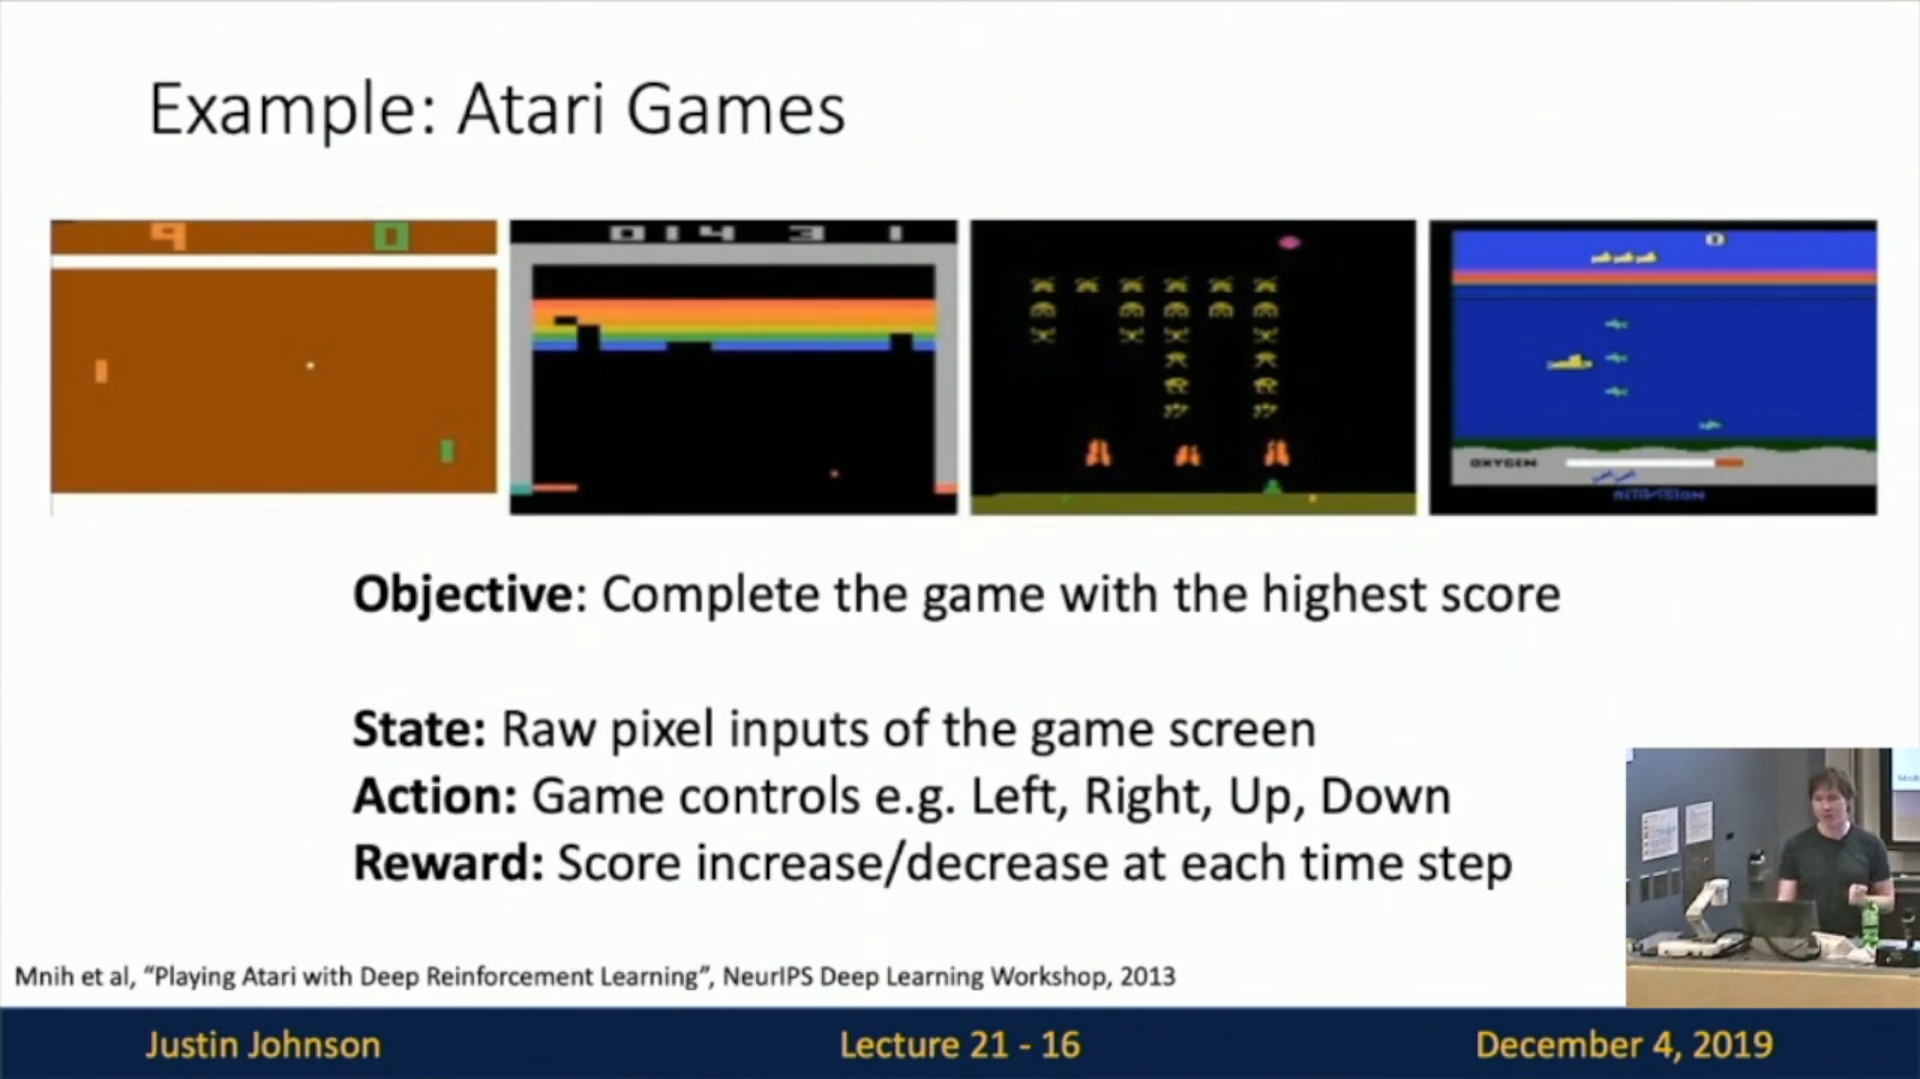 Example: Atari Games
9 0
014 3 1
0
OXYGEN
ACTIVISION
Objective: Complete the game with the highest score
State: Raw pixel inputs of the game screen
Action: Game controls e.g. Left, Right, Up, Down
Reward: Score increase/decrease at each time step
Mnih et al, “Playing Atari with Deep Reinforcement Learning”, NeurIPS Deep Learning Workshop, 2013
Justin Johnson
Lecture 21 - 16
December 4, 2019